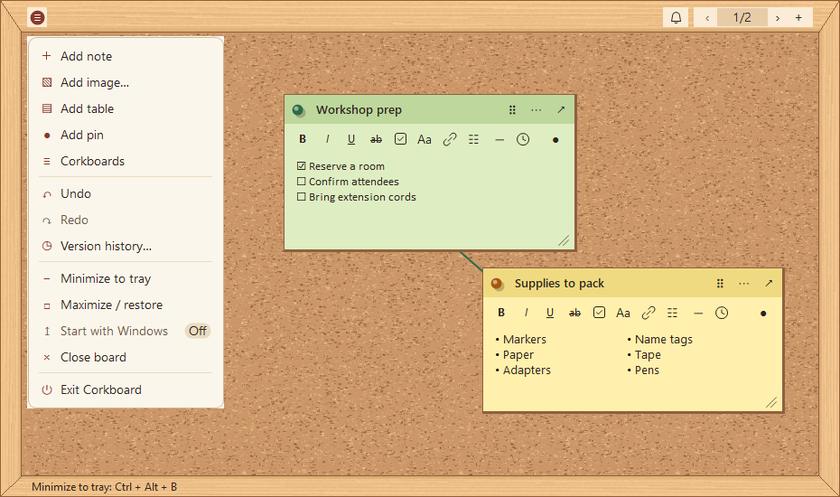 1/2
Add note
Add image...
Add table
Add pin
Corkboards
Undo
Redo
Version history...
Minimize to tray
Maximize / restore
Start with Windows Off
Close board
Exit Corkboard
Workshop prep
B I U ab Aa
☑ Reserve a room
☐ Confirm attendees
☐ Bring extension cords
Supplies to pack
B I U ab Aa
• Markers • Name tags
• Paper • Tape
• Adapters • Pens
Minimize to tray: Ctrl + Alt + B